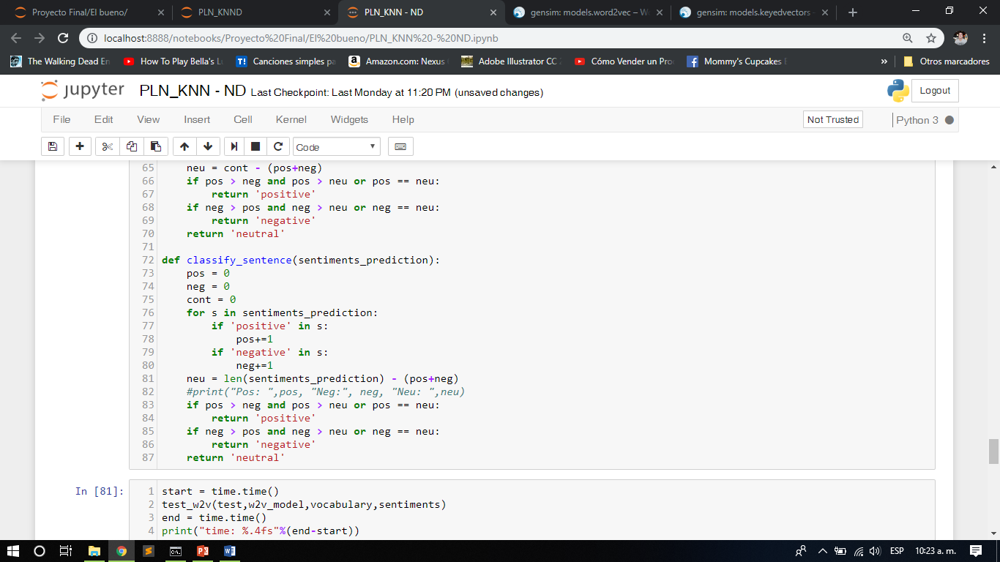 Proyecto Final/El bueno/
PLN_KNND
PLN_KNN - ND
gensim: models.word2vec – W
gensim: models.keyedvectors
localhost:8888/notebooks/Proyecto%20Final/El%20bueno/PLN_KNN%20-%20ND.ipynb
The Walking Dead En
How To Play Bella's Lu
T! Canciones simples pa
Amazon.com: Nexus
Adobe Illustrator CC 2
Cómo Vender un Pro
Mommy's Cupcakes
» Otros marcadores
jupyter PLN_KNN - ND Last Checkpoint: Last Monday at 11:20 PM (unsaved changes)
Logout
File Edit View Insert Cell Kernel Widgets Help
Not Trusted
Python 3
Code
65 neu = cont - (pos+neg)
66 if pos > neg and pos > neu or pos == neu:
67 return 'positive'
68 if neg > pos and neg > neu or neg == neu:
69 return 'negative'
70 return 'neutral'
71
72 def classify_sentence(sentiments_prediction):
73 pos = 0
74 neg = 0
75 cont = 0
76 for s in sentiments_prediction:
77 if 'positive' in s:
78 pos+=1
79 if 'negative' in s:
80 neg+=1
81 neu = len(sentiments_prediction) - (pos+neg)
82 #print("Pos: ",pos, "Neg:", neg, "Neu: ",neu)
83 if pos > neg and pos > neu or pos == neu:
84 return 'positive'
85 if neg > pos and neg > neu or neg == neu:
86 return 'negative'
87 return 'neutral'
In [81]:
1 start = time.time()
2 test_w2v(test,w2v_model,vocabulary,sentiments)
3 end = time.time()
4 print("time: %.4fs"%(end-start))
ESP 10:23 a. m.